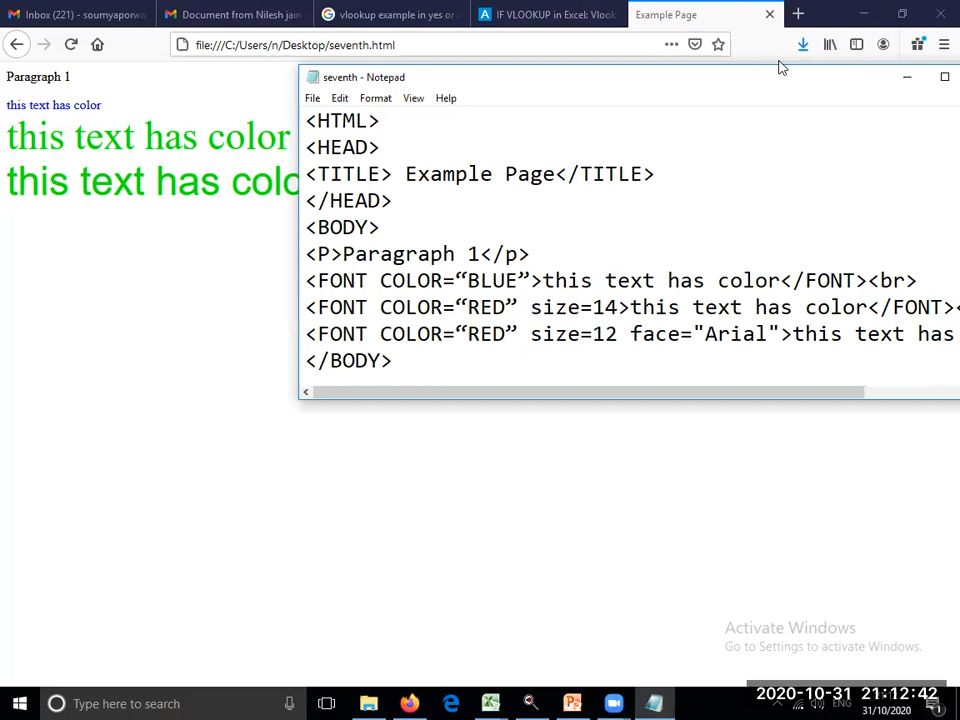 Inbox (221) - soumyaporwa
Document from Nilesh jain
vlookup example in yes or
IF VLOOKUP in Excel: Vlook
Example Page
file:///C:/Users/n/Desktop/seventh.html
Paragraph 1
this text has color
this text has color
this text has colo
seventh - Notepad
File Edit Format View Help
<HTML>
<HEAD>
<TITLE> Example Page</TITLE>
</HEAD>
<BODY>
<P>Paragraph 1</p>
<FONT COLOR=“BLUE”>this text has color</FONT><br>
<FONT COLOR=“RED” size=14>this text has color</FONT><
<FONT COLOR=“RED” size=12 face="Arial">this text has
</BODY>
Activate Windows
Go to Settings to activate Windows.
Type here to search
ENG
2020-10-31 21:12:42
31/10/2020